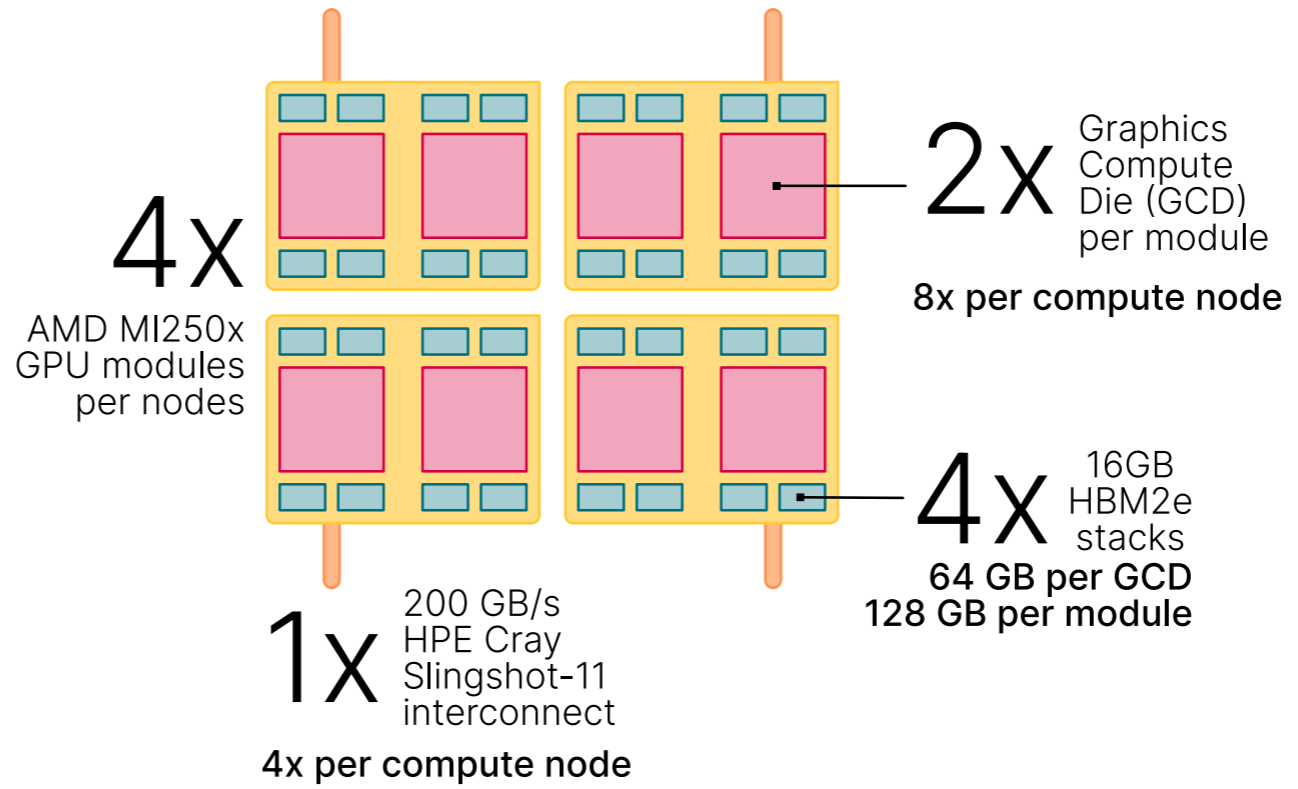 4x
AMD MI250x
GPU modules
per nodes
2x
Graphics
Compute
Die (GCD)
per module
8x per compute node
4x
16GB
HBM2e
stacks
64 GB per GCD
128 GB per module
1x
200 GB/s
HPE Cray
Slingshot-11
interconnect
4x per compute node